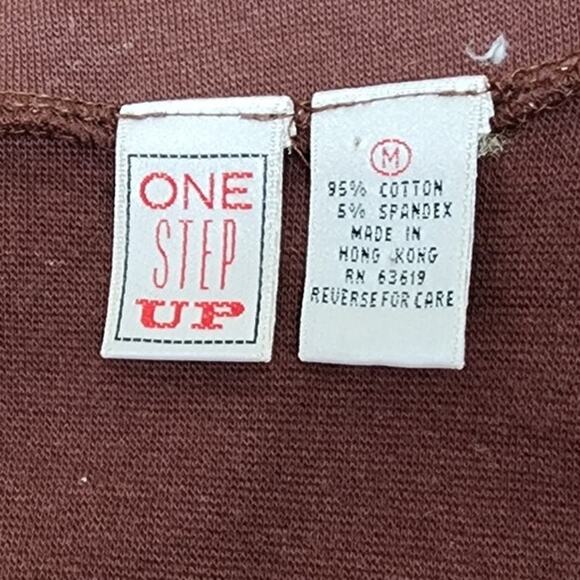 ONE
STEP
UP
M
95% COTTON
5% SPANDEX
MADE IN
HONG KONG
RN 63619
REVERSE FOR CARE